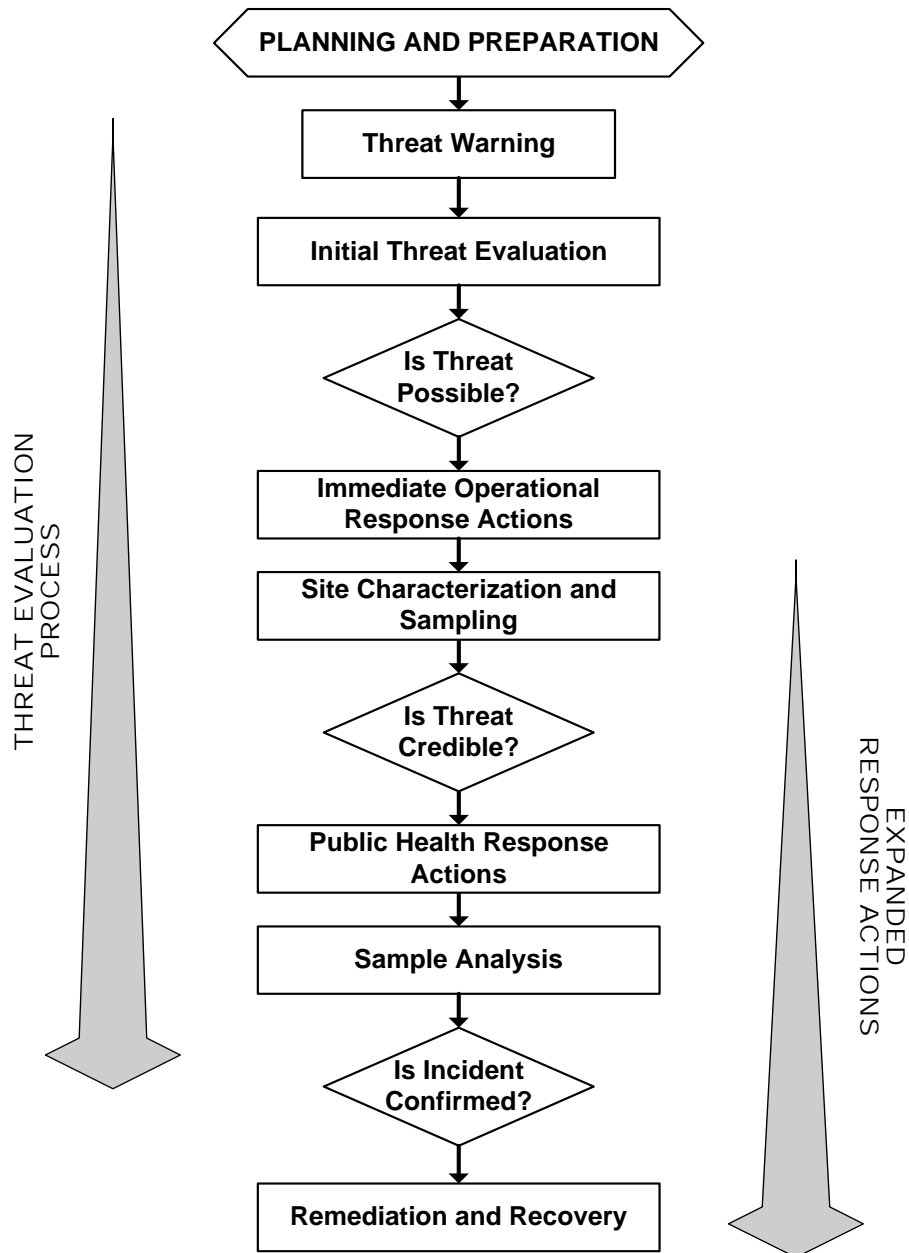 PLANNING AND PREPARATION
Threat Warning
Initial Threat Evaluation
Is Threat
Possible?
Immediate Operational
Response Actions
Site Characterization and
Sampling
Is Threat
Credible?
Public Health Response
Actions
Sample Analysis
Is Incident
Confirmed?
Remediation and Recovery
THREAT EVALUATION
PROCESS
EXPANDED
RESPONSE ACTIONS